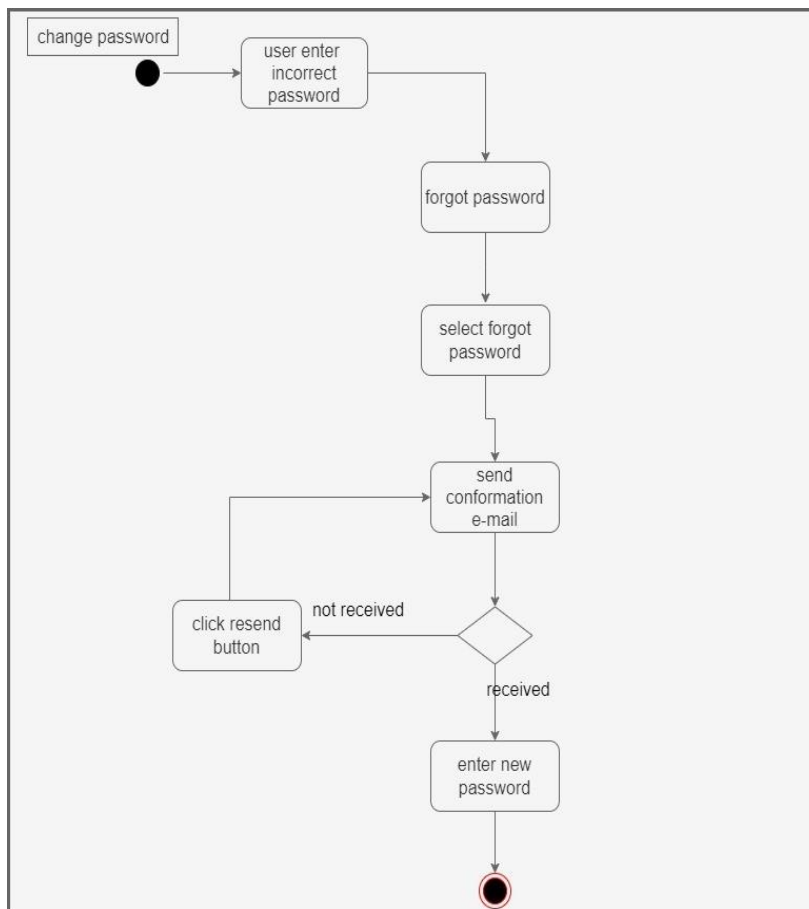 change password
user enter
incorrect
password
forgot password
select forgot
password
send
conformation
e-mail
not received
click resend
button
received
enter new
password